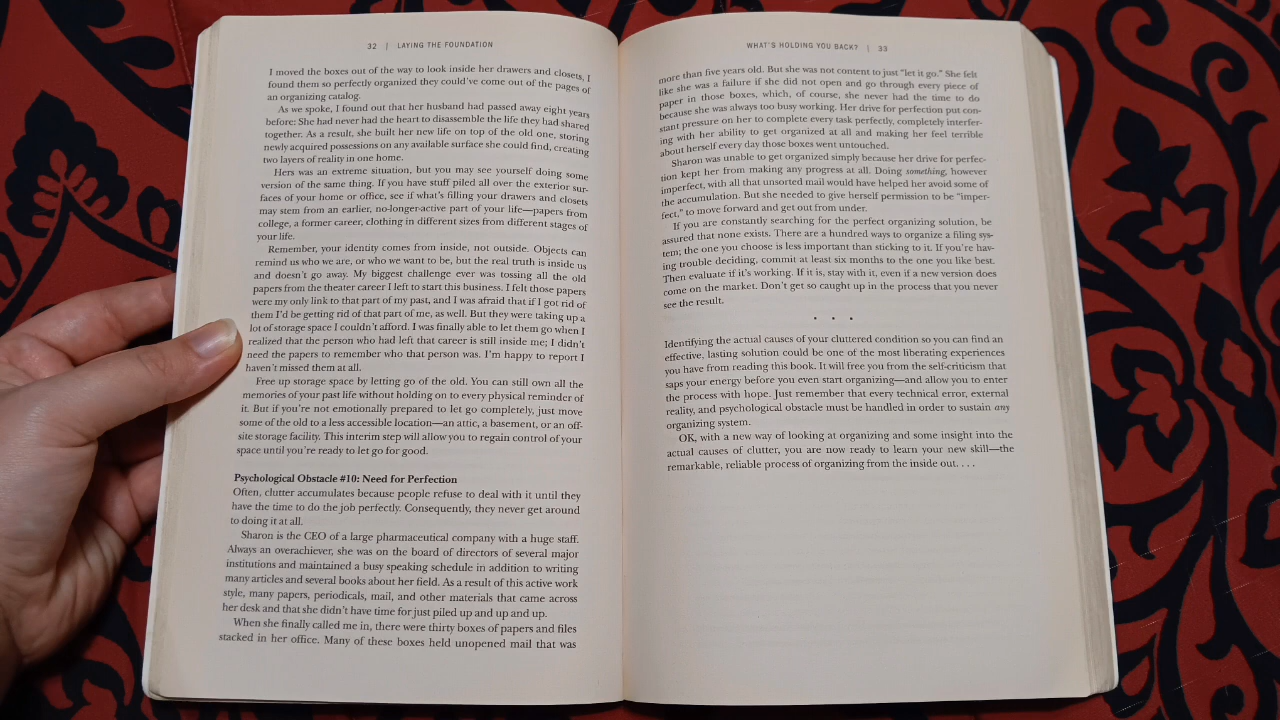 32 | LAYING THE FOUNDATION
I moved the boxes out of the way to look inside her drawers and closets, I
found them so perfectly organized they could've come out of the pages of
an organizing catalog.
As we spoke, I found out that her husband had passed away eight years
before: She had never had the heart to disassemble the life they had shared
together. As a result, she built her new life on top of the old one, storing
newly acquired possessions on any available surface she could find, creating
two layers of reality in one home.
Hers was an extreme situation, but you may see yourself doing some
version of the same thing. If you have stuff piled all over the exterior sur-
faces of your home or office, see if what's filling your drawers and closets
may stem from an earlier, no-longer-active part of your life—papers from
college, a former career, clothing in different sizes from different stages of
your life.
Remember, your identity comes from inside, not outside. Objects can
remind us who we are, or who we want to be, but the real truth is inside us
and doesn't go away. My biggest challenge ever was tossing all the old
papers from the theater career I left to start this business. I felt those papers
were my only link to that part of my past, and I was afraid that if I got rid of
them I'd be getting rid of that part of me, as well. But they were taking up a
lot of storage space I couldn't afford. I was finally able to let them go when I
realized that the person who had left that career is still inside me; I didn't
need the papers to remember who that person was. I'm happy to report I
haven't missed them at all.
Free up storage space by letting go of the old. You can still own all the
memories of your past life without holding on to every physical reminder of
it. But if you're not emotionally prepared to let go completely, just move
some of the old to a less accessible location—an attic, a basement, or an off-
site storage facility. This interim step will allow you to regain control of your
space until you're ready to let go for good.
Psychological Obstacle #10: Need for Perfection
Often, clutter accumulates because people refuse to deal with it until they
have the time to do the job perfectly. Consequently, they never get around
to doing it at all.
Sharon is the CEO of a large pharmaceutical company with a huge staff.
Always an overachiever, she was on the board of directors of several major
institutions and maintained a busy speaking schedule in addition to writing
many articles and several books about her field. As a result of this active work
style, many papers, periodicals, mail, and other materials that came across
her desk and that she didn't have time for just piled up and up and up.
When she finally called me in, there were thirty boxes of papers and files
stacked in her office. Many of these boxes held unopened mail that was
WHAT'S HOLDING YOU BACK? | 33
more than five years old. But she was not content to just "let it go." She felt
like she was a failure if she did not open and go through every piece of
paper in those boxes, which, of course, she never had the time to do
because she was always too busy working. Her drive for perfection put con-
stant pressure on her to complete every task perfectly, completely interfer-
ing with her ability to get organized at all and making her feel terrible
about herself every day those boxes went untouched.
Sharon was unable to get organized simply because her drive for perfec-
tion kept her from making any progress at all. Doing something, however
imperfect, with all that unsorted mail would have helped her avoid some of
the accumulation. But she needed to give herself permission to be "imper-
fect," to move forward and get out from under.
If you are constantly searching for the perfect organizing solution, be
assured that none exists. There are a hundred ways to organize a filing sys-
tem; the one you choose is less important than sticking to it. If you're hav-
ing trouble deciding, commit at least six months to the one you like best.
Then evaluate if it's working. If it is, stay with it, even if a new version does
come on the market. Don't get so caught up in the process that you never
see the result.
• • •
Identifying the actual causes of your cluttered condition so you can find an
effective, lasting solution could be one of the most liberating experiences
you have from reading this book. It will free you from the self-criticism that
saps your energy before you even start organizing—and allow you to enter
the process with hope. Just remember that every technical error, external
reality, and psychological obstacle must be handled in order to sustain any
organizing system.
OK, with a new way of looking at organizing and some insight into the
actual causes of clutter, you are now ready to learn your new skill—the
remarkable, reliable process of organizing from the inside out. . . .